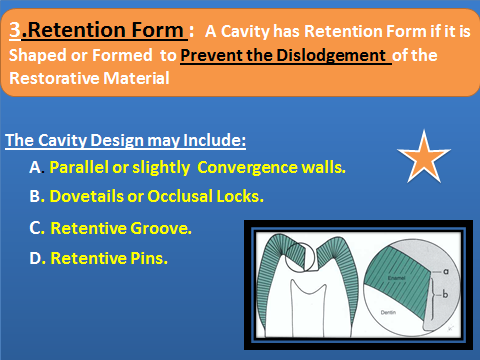 3.Retention Form : A Cavity has Retention Form if it is
Shaped or Formed to Prevent the Dislodgement of the
Restorative Material
The Cavity Design may Include:
A. Parallel or slightly Convergence walls.
B. Dovetails or Occlusal Locks.
C. Retentive Groove.
D. Retentive Pins.
Enamel
a
b
Dentin